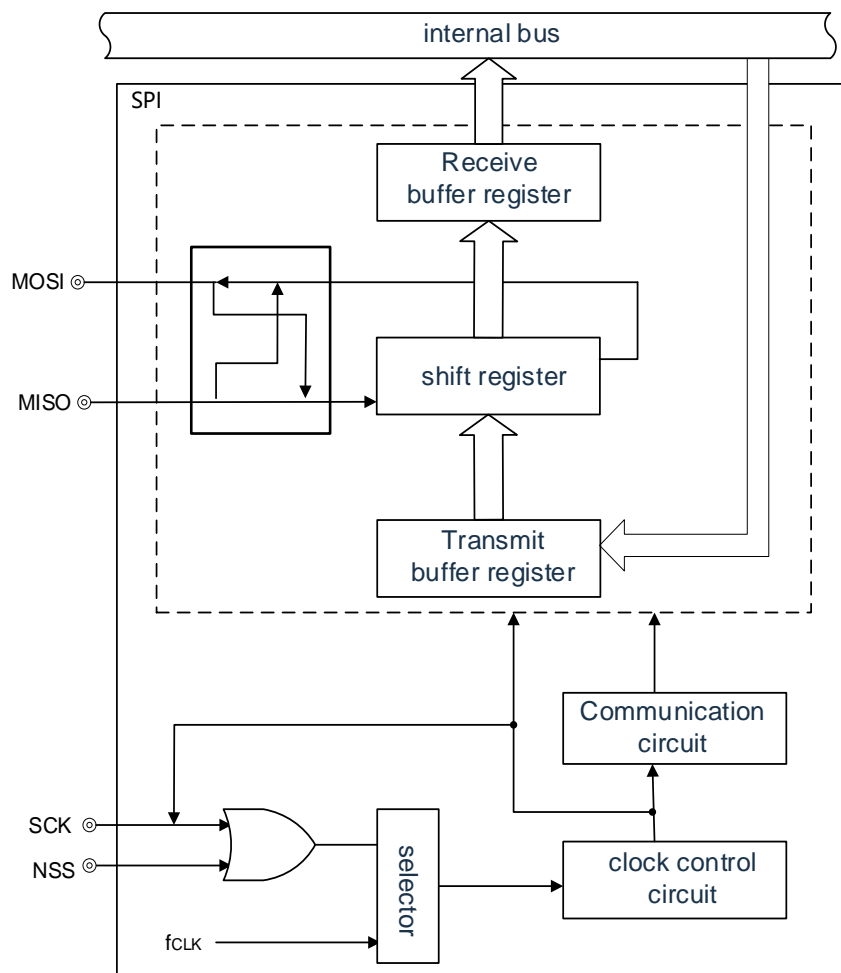 internal bus
SPI
Receive
buffer register
MOSI
shift register
MISO
Transmit
buffer register
Communication
circuit
SCK
NSS
selector
clock control
circuit
fCLK